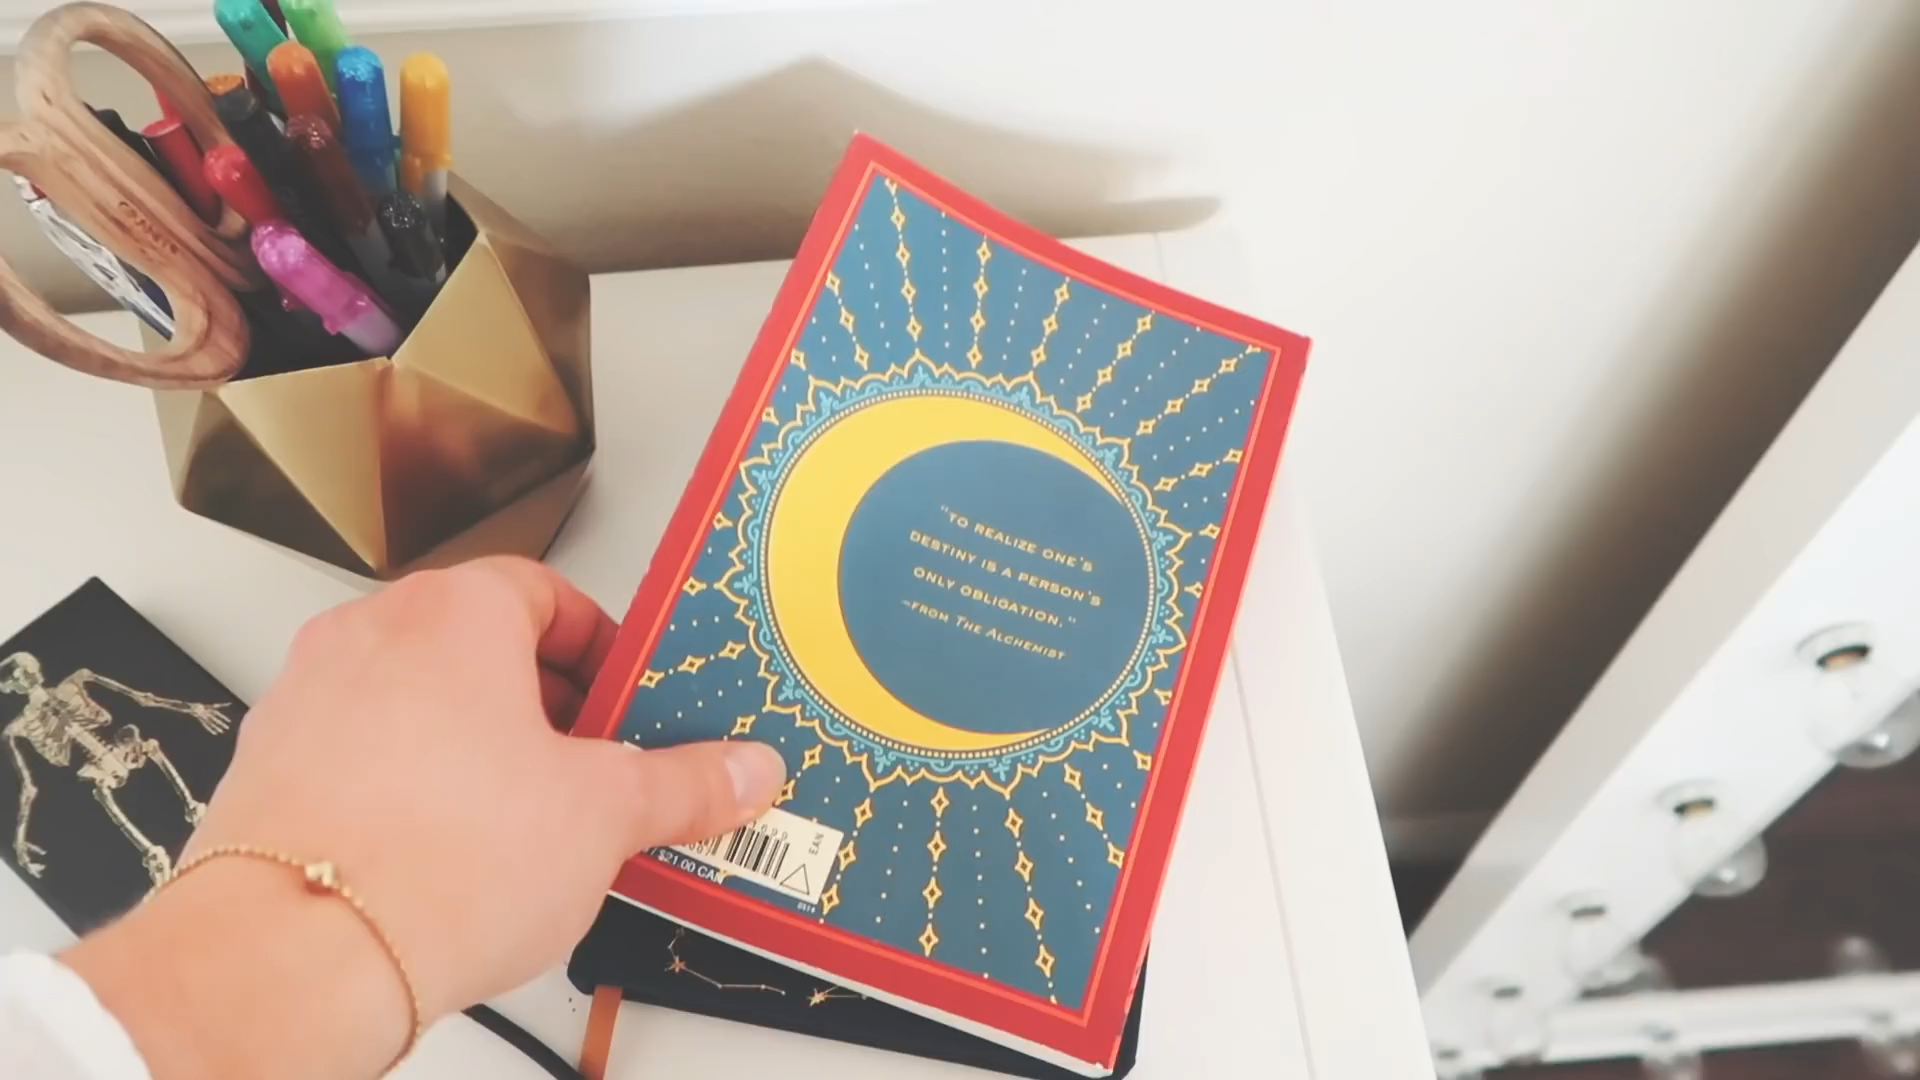 "TO REALIZE ONE'S
DESTINY IS A PERSON'S
ONLY OBLIGATION."
~FROM THE ALCHEMIST
EAN
/ $21.00 CAN